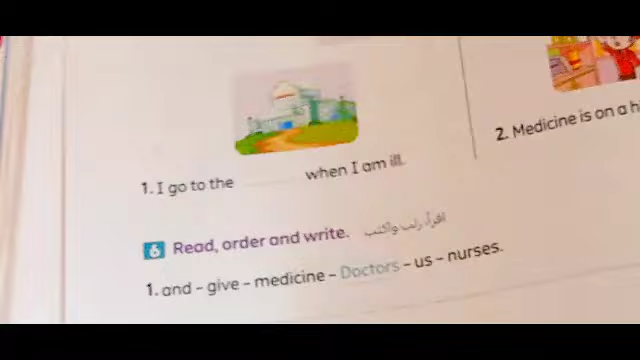 1. I go to the ............ when I am ill.
2. Medicine is on a h
6 Read, order and write. اقرأ، رتب واكتب
1. and – give – medicine – Doctors – us – nurses.